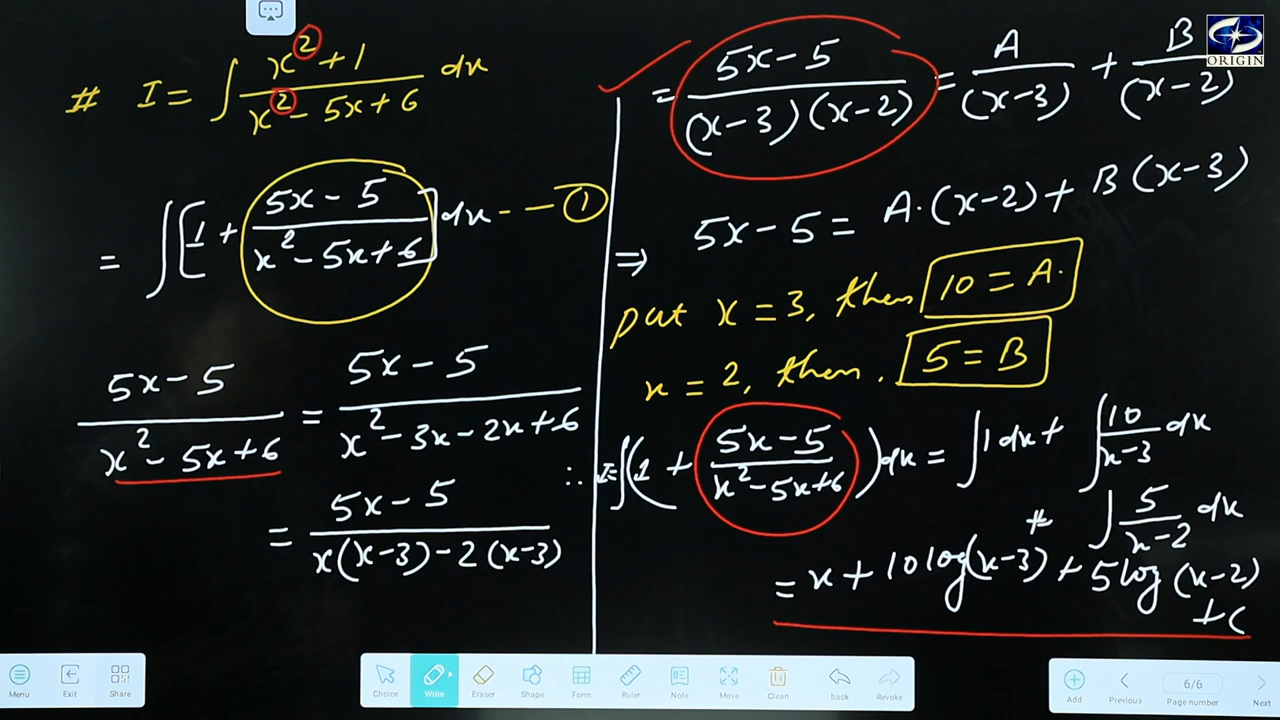 # I = ∫ (x² + 1)/(x² - 5x + 6) dx
= ∫[1 + (5x - 5)/(x² - 5x + 6)] dx - - ①
(5x - 5)/(x² - 5x + 6) = (5x - 5)/(x² - 3x - 2x + 6)
= (5x - 5)/(x(x-3) - 2(x-3))
= (5x - 5)/((x-3)(x-2)) = A/(x-3) + B/(x-2)
⇒ 5x - 5 = A·(x-2) + B(x-3)
put x = 3, then 10 = A.
x = 2, then. 5 = B
∴ I = ∫(1 + (5x - 5)/(x² - 5x + 6)) dx = ∫1 dx + ∫10/(x-3) dx
+ ∫5/(x-2) dx
= x + 10 log(x-3) + 5 log(x-2)
+ C
ORIGIN
Menu Exit Share
Choice Write Eraser Shape Form Ruler Note Move Clean back Revoke
Add Previous 6/6 Page number Next